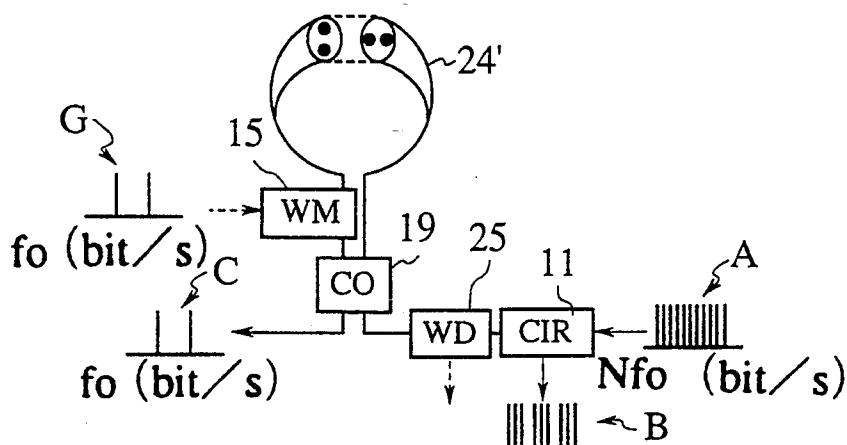 24'
G
15
WM
fo (bit/s)
19
CO
C
25
11
A
WD
CIR
fo (bit/s)
Nfo (bit/s)
B